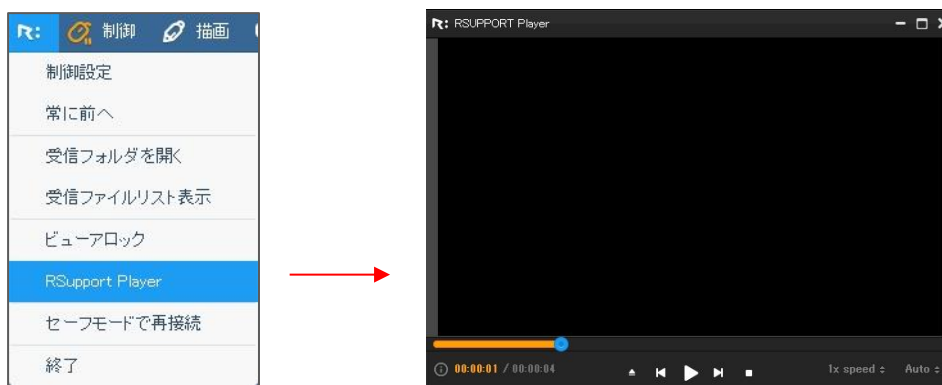 R: 制御 描画
制御設定
常に前へ
受信フォルダを開く
受信ファイルリスト表示
ビューアロック
RSupport Player
セーフモードで再接続
終了
R: RSUPPORT Player
00:00:01 / 00:00:04
1x speed
Auto